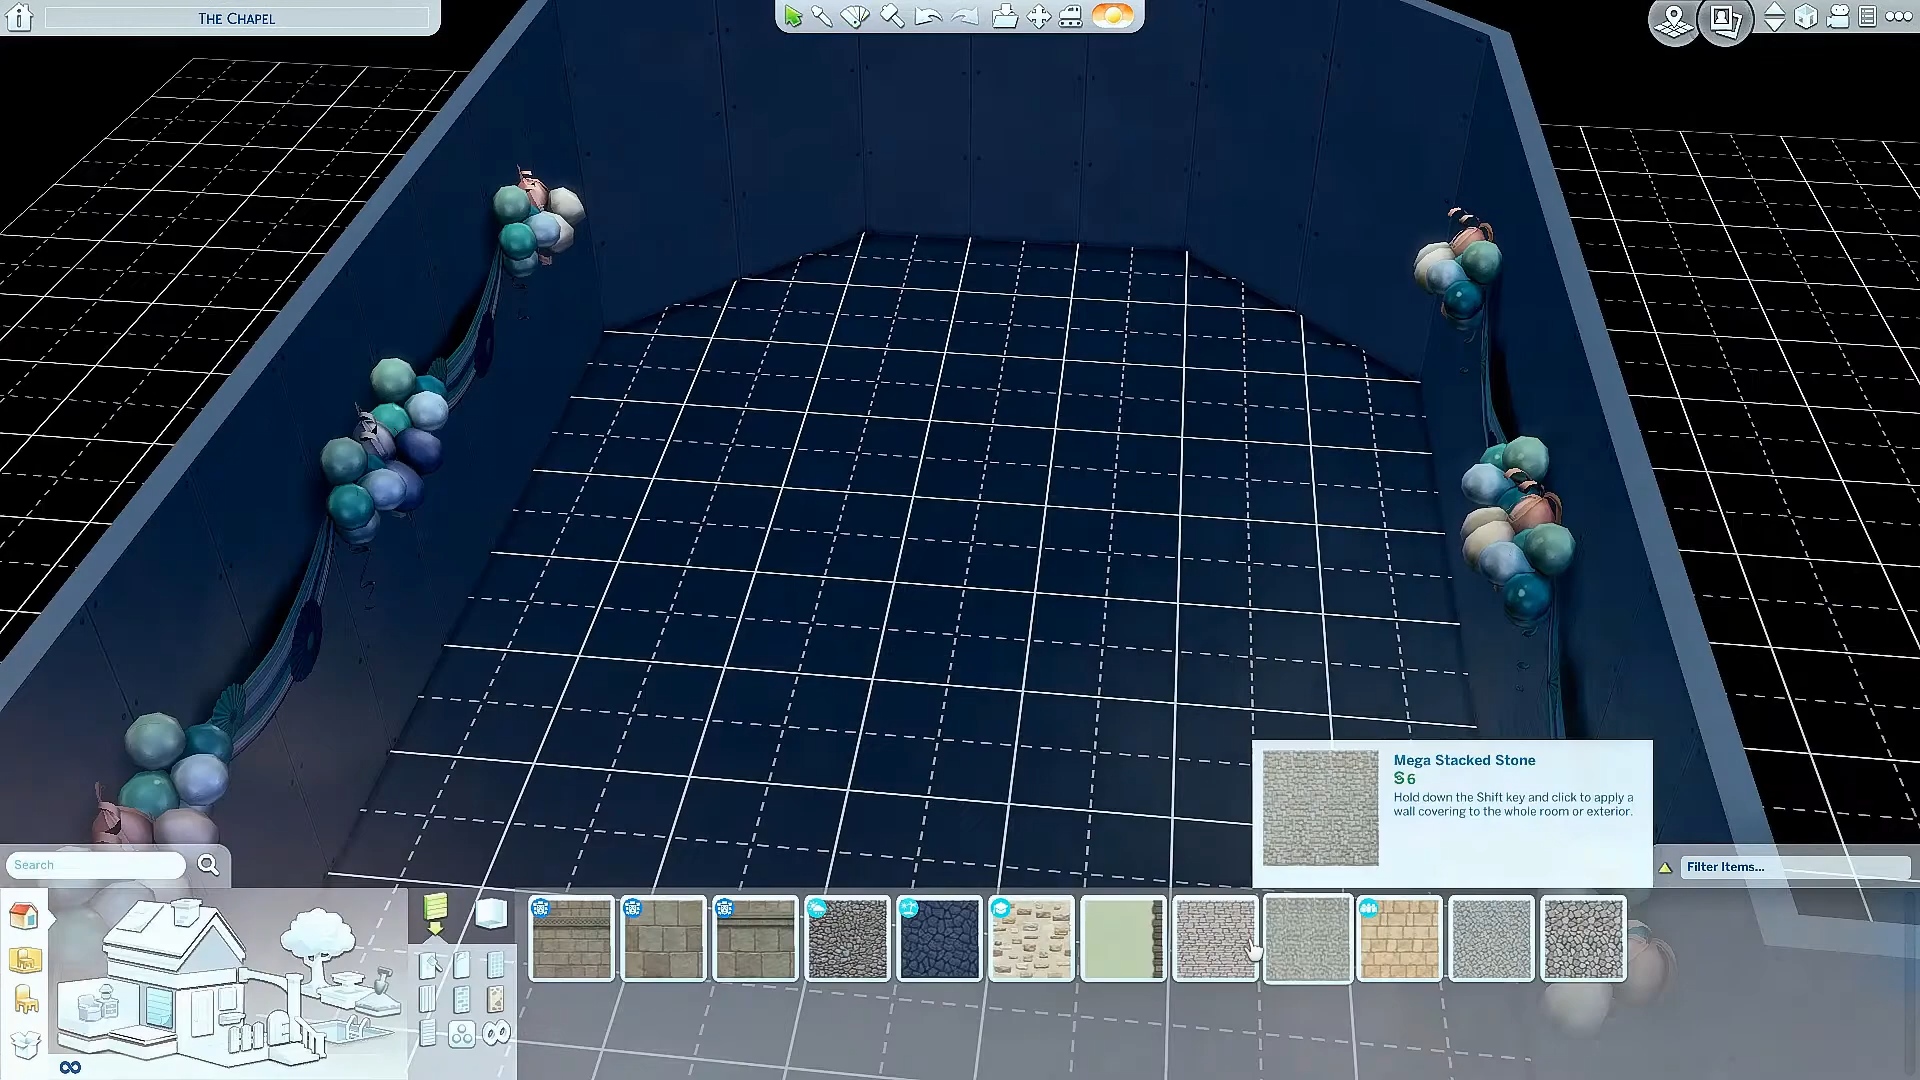 The Chapel
Mega Stacked Stone
§6
Hold down the Shift key and click to apply a
wall covering to the whole room or exterior.
Search
Filter Items...